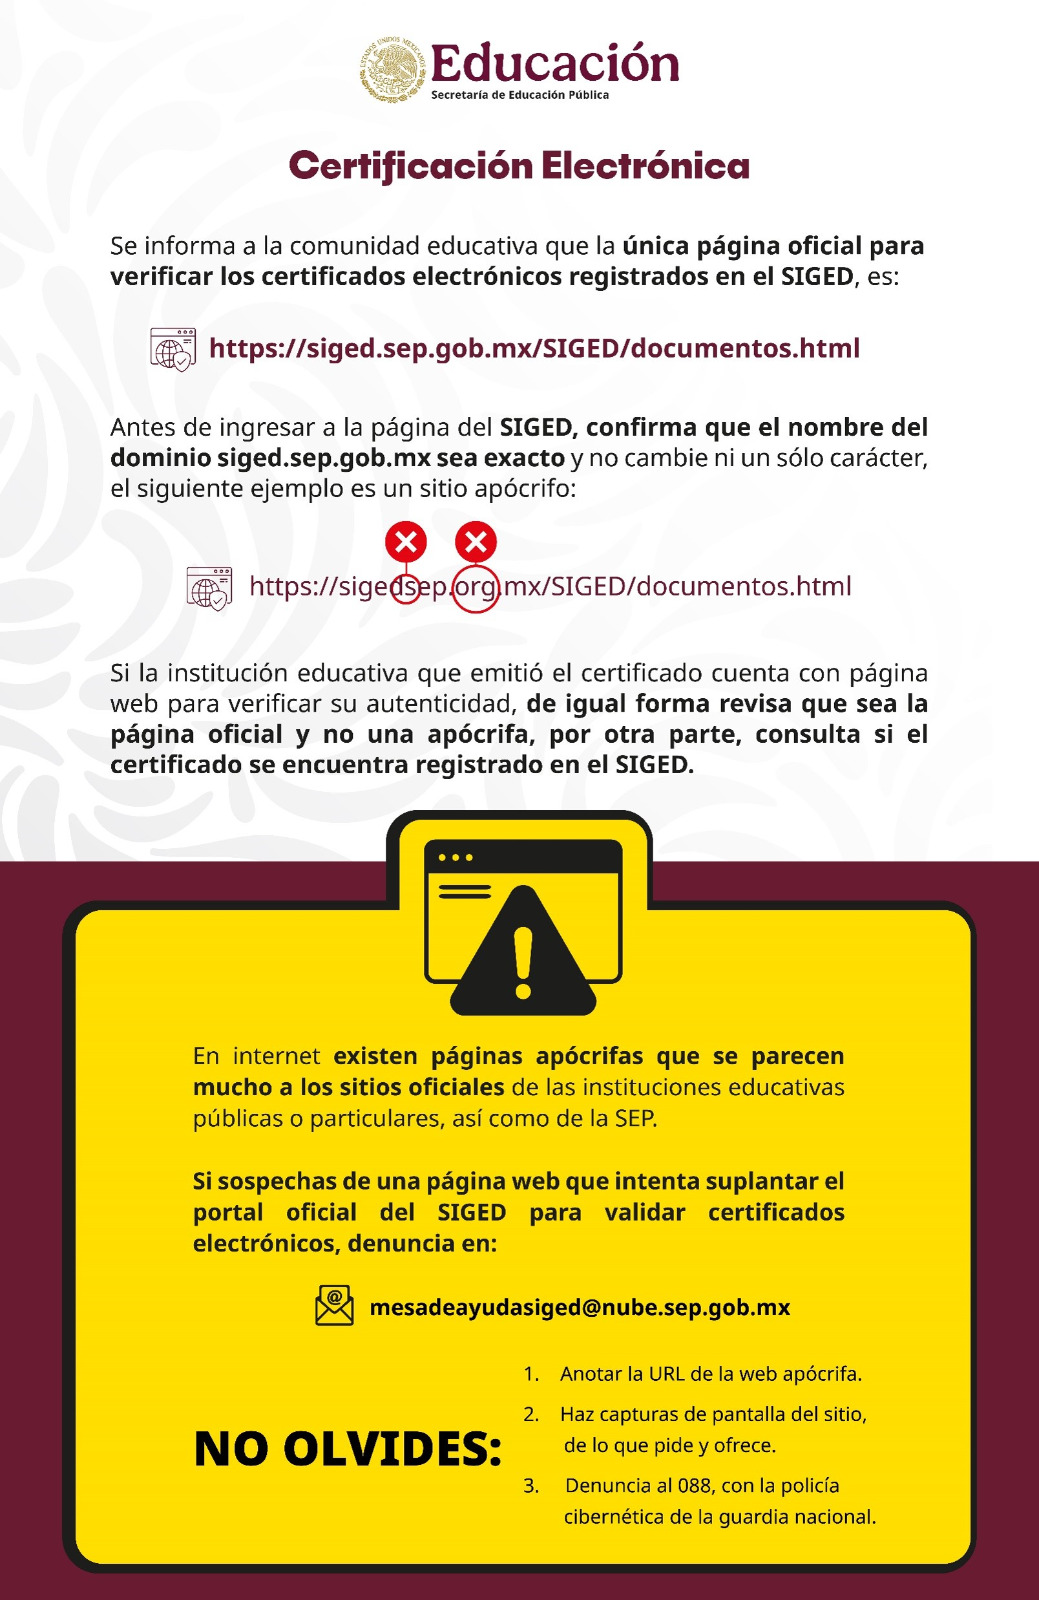 ESTADOS UNIDOS MEXICANOS
Educación
Secretaría de Educación Pública
Certificación Electrónica
Se informa a la comunidad educativa que la única página oficial para
verificar los certificados electrónicos registrados en el SIGED, es:
https://siged.sep.gob.mx/SIGED/documentos.html
Antes de ingresar a la página del SIGED, confirma que el nombre del
dominio siged.sep.gob.mx sea exacto y no cambie ni un sólo carácter,
el siguiente ejemplo es un sitio apócrifo:
https://sigedsep.org.mx/SIGED/documentos.html
Si la institución educativa que emitió el certificado cuenta con página
web para verificar su autenticidad, de igual forma revisa que sea la
página oficial y no una apócrifa, por otra parte, consulta si el
certificado se encuentra registrado en el SIGED.
En internet existen páginas apócrifas que se parecen
mucho a los sitios oficiales de las instituciones educativas
públicas o particulares, así como de la SEP.
Si sospechas de una página web que intenta suplantar el
portal oficial del SIGED para validar certificados
electrónicos, denuncia en:
mesadeayudasiged@nube.sep.gob.mx
NO OLVIDES:
1. Anotar la URL de la web apócrifa.
2. Haz capturas de pantalla del sitio,
de lo que pide y ofrece.
3. Denuncia al 088, con la policía
cibernética de la guardia nacional.